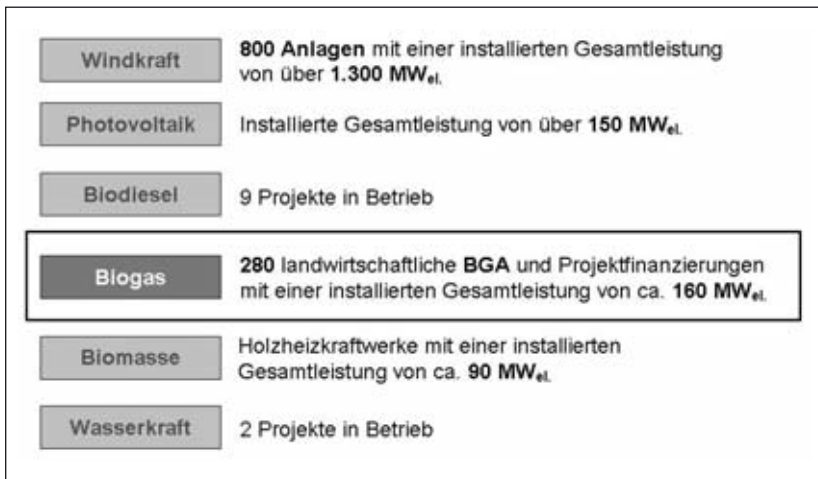 Windkraft
800 Anlagen mit einer installierten Gesamtleistung
von über 1.300 MWel.
Photovoltaik
Installierte Gesamtleistung von über 150 MWel.
Biodiesel
9 Projekte in Betrieb
Biogas
280 landwirtschaftliche BGA und Projektfinanzierungen
mit einer installierten Gesamtleistung von ca. 160 MWel.
Biomasse
Holzheizkraftwerke mit einer installierten
Gesamtleistung von ca. 90 MWel.
Wasserkraft
2 Projekte in Betrieb